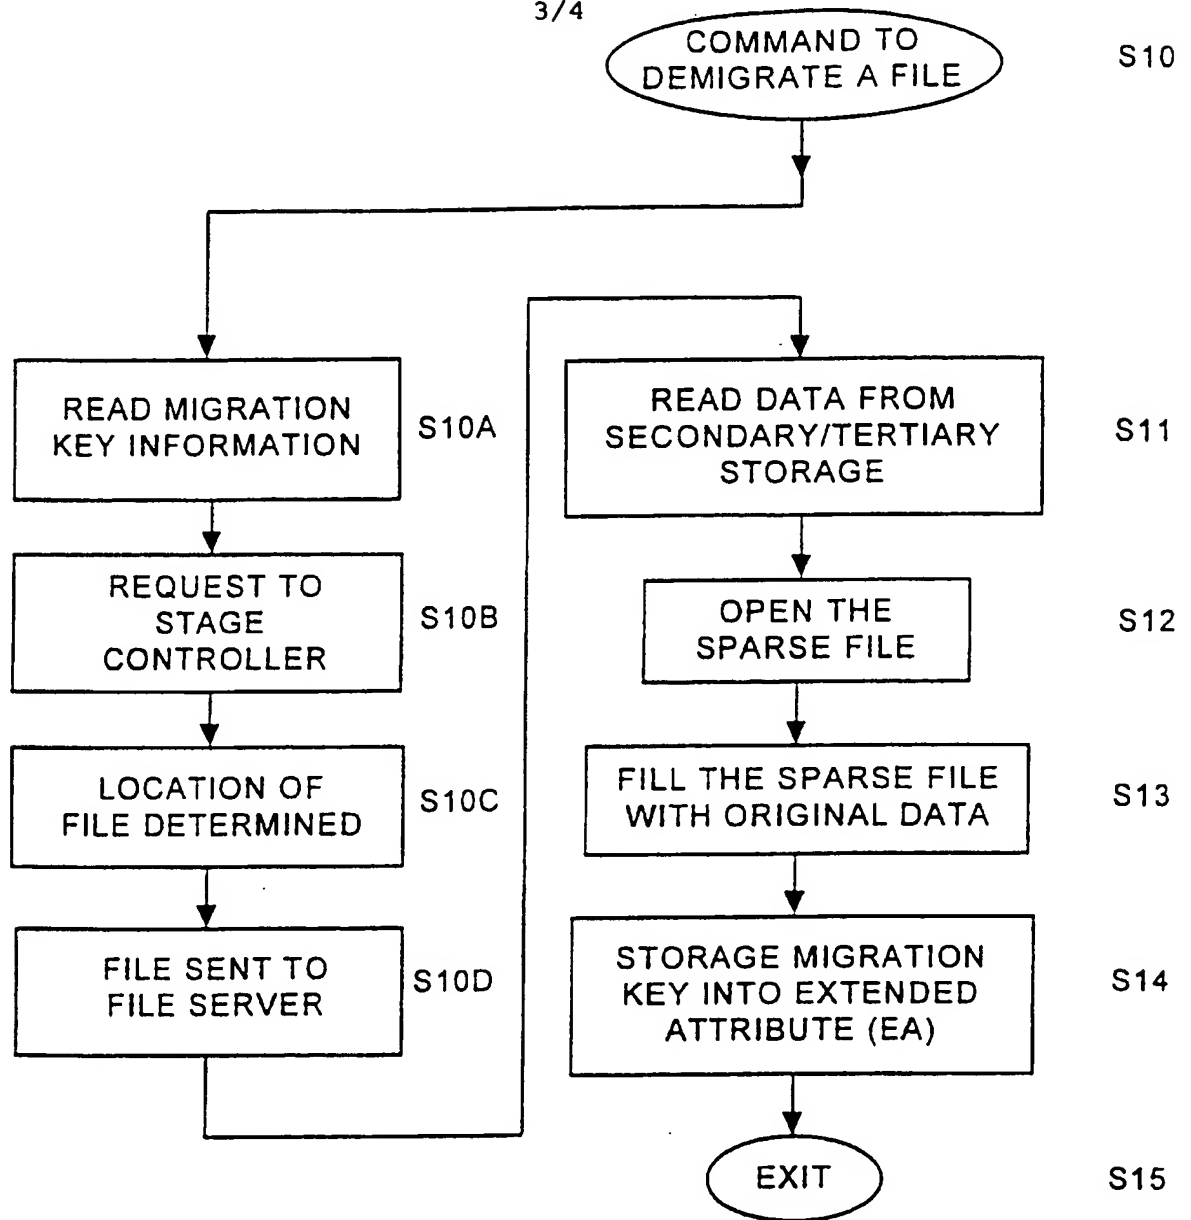 3/4
COMMAND TO
DEMIGRATE A FILE
S10
READ MIGRATION
KEY INFORMATION
S10A
REQUEST TO
STAGE
CONTROLLER
S10B
LOCATION OF
FILE DETERMINED
S10C
FILE SENT TO
FILE SERVER
S10D
READ DATA FROM
SECONDARY/TERTIARY
STORAGE
S11
OPEN THE
SPARSE FILE
S12
FILL THE SPARSE FILE
WITH ORIGINAL DATA
S13
STORAGE MIGRATION
KEY INTO EXTENDED
ATTRIBUTE (EA)
S14
EXIT
S15